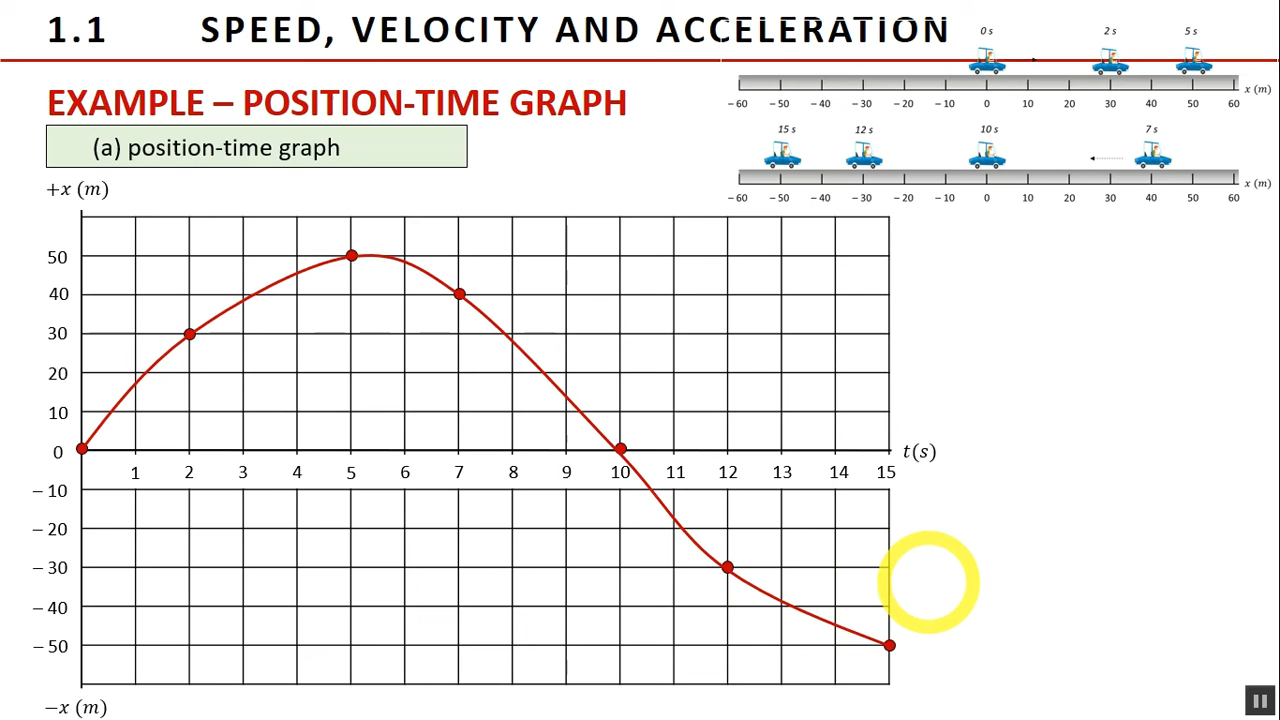 1.1 SPEED, VELOCITY AND ACCELERATION
0 s 2 s 5 s
x (m)
– 60 – 50 – 40 – 30 – 20 – 10 0 10 20 30 40 50 60
EXAMPLE – POSITION-TIME GRAPH
15 s 12 s 10 s 7 s
(a) position-time graph
x (m)
– 60 – 50 – 40 – 30 – 20 – 10 0 10 20 30 40 50 60
+x (m)
50
40
30
20
10
0
t(s)
1 2 3 4 5 6 7 8 9 10 11 12 13 14 15
– 10
– 20
– 30
– 40
– 50
−x (m)